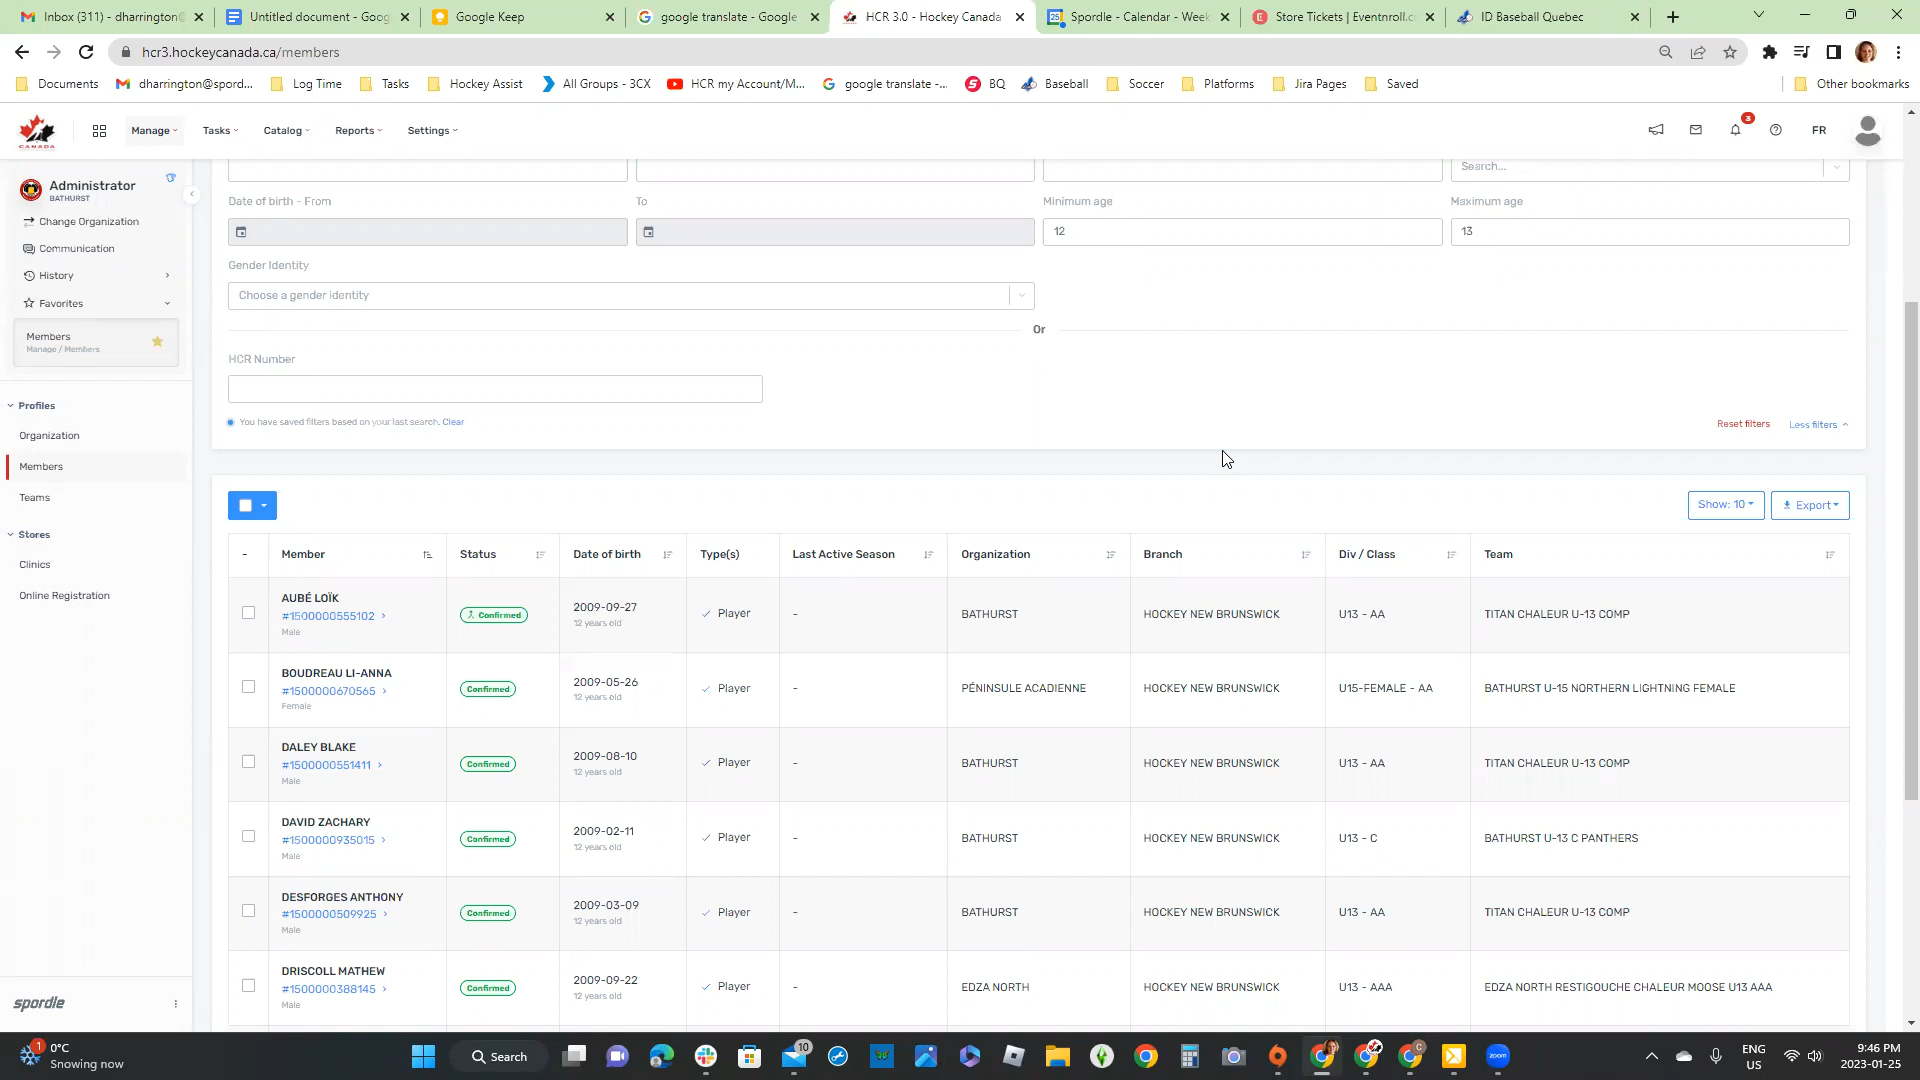 Inbox (311) - dharrington@
Untitled document - Goog
Google Keep
google translate - Google
HCR 3.0 - Hockey Canada
Spordle - Calendar - Week
Store Tickets | Eventnroll.c
ID Baseball Quebec
hcr3.hockeycanada.ca/members
Documents
dharrington@spord...
Log Time
Tasks
Hockey Assist
All Groups - 3CX
HCR my Account/M...
google translate -...
BQ
Baseball
Soccer
Platforms
Jira Pages
Saved
Other bookmarks
CANADA
Manage
Tasks
Catalog
Reports
Settings
3
FR
Administrator
BATHURST
Change Organization
Communication
History
Favorites
Members
Manage / Members
Profiles
Organization
Members
Teams
Stores
Clinics
Online Registration
spordle
Search...
Date of birth - From
To
Minimum age
Maximum age
12
13
Gender Identity
Choose a gender identity
Or
HCR Number
You have saved filters based on your last search. Clear
Reset filters
Less filters
Show: 10
Export
- Member Status Date of birth Type(s) Last Active Season Organization Branch Div / Class Team
AUBÉ LOÏK
#1500000555102
Male
Confirmed
2009-09-27
12 years old
Player
-
BATHURST
HOCKEY NEW BRUNSWICK
U13 - AA
TITAN CHALEUR U-13 COMP
BOUDREAU LI-ANNA
#1500000670565
Female
Confirmed
2009-05-26
12 years old
Player
-
PÉNINSULE ACADIENNE
HOCKEY NEW BRUNSWICK
U15-FEMALE - AA
BATHURST U-15 NORTHERN LIGHTNING FEMALE
DALEY BLAKE
#1500000551411
Male
Confirmed
2009-08-10
12 years old
Player
-
BATHURST
HOCKEY NEW BRUNSWICK
U13 - AA
TITAN CHALEUR U-13 COMP
DAVID ZACHARY
#1500000935015
Male
Confirmed
2009-02-11
12 years old
Player
-
BATHURST
HOCKEY NEW BRUNSWICK
U13 - C
BATHURST U-13 C PANTHERS
DESFORGES ANTHONY
#1500000509925
Male
Confirmed
2009-03-09
12 years old
Player
-
BATHURST
HOCKEY NEW BRUNSWICK
U13 - AA
TITAN CHALEUR U-13 COMP
DRISCOLL MATHEW
#1500000388145
Male
Confirmed
2009-09-22
12 years old
Player
-
EDZA NORTH
HOCKEY NEW BRUNSWICK
U13 - AAA
EDZA NORTH RESTIGOUCHE CHALEUR MOOSE U13 AAA
1
0°C
Snowing now
Search
10
zoom
ENG
US
9:46 PM
2023-01-25